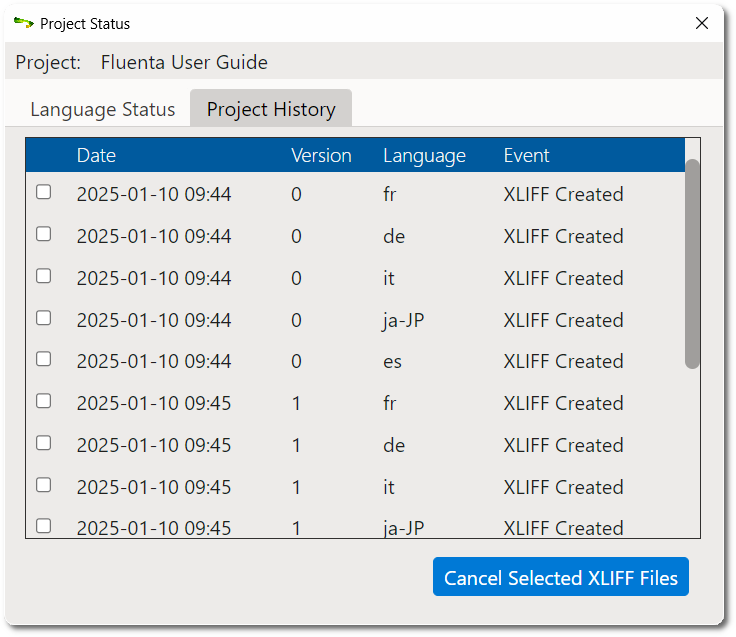 Project Status
Project: Fluenta User Guide
Language Status Project History
Date Version Language Event
2025-01-10 09:44 0 fr XLIFF Created
2025-01-10 09:44 0 de XLIFF Created
2025-01-10 09:44 0 it XLIFF Created
2025-01-10 09:44 0 ja-JP XLIFF Created
2025-01-10 09:44 0 es XLIFF Created
2025-01-10 09:45 1 fr XLIFF Created
2025-01-10 09:45 1 de XLIFF Created
2025-01-10 09:45 1 it XLIFF Created
2025-01-10 09:45 1 ja-JP XLIFF Created
Cancel Selected XLIFF Files